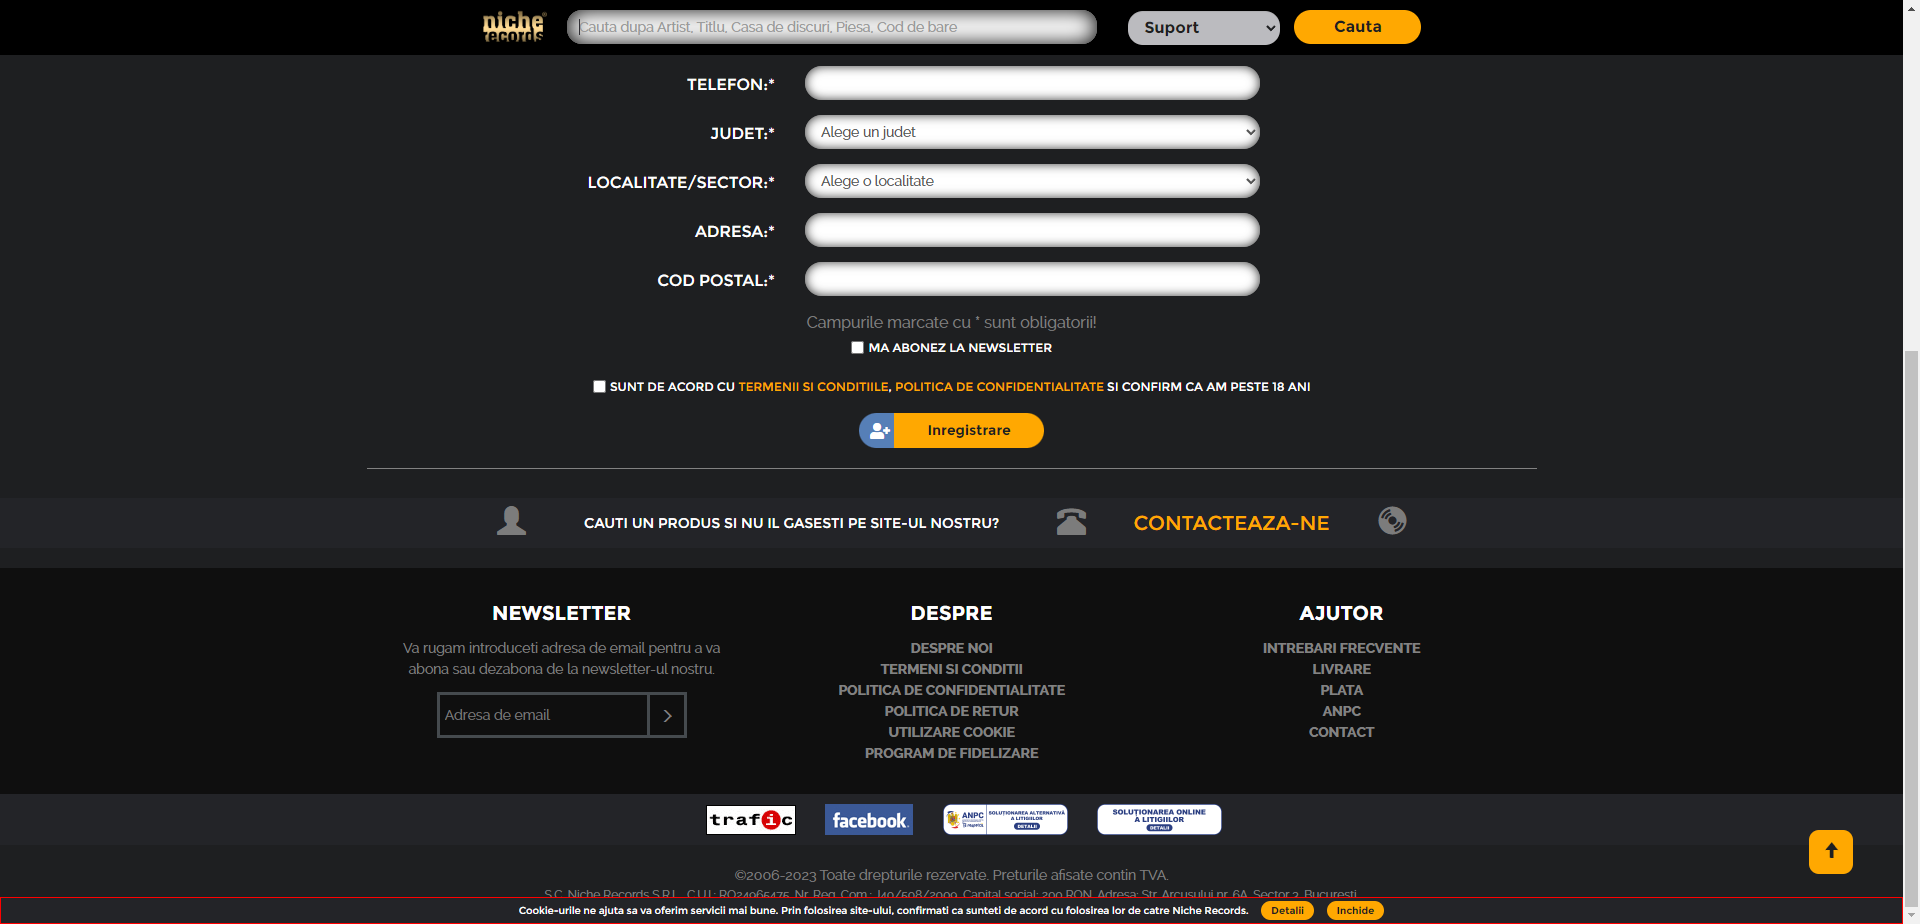 niche records
Cauta dupa Artist, Titlu, Casa de discuri, Piesa, Cod de bare
Suport
Cauta
TELEFON:*
JUDET:*
Alege un judet
LOCALITATE/SECTOR:*
Alege o localitate
ADRESA:*
COD POSTAL:*
Campurile marcate cu * sunt obligatorii!
MA ABONEZ LA NEWSLETTER
SUNT DE ACORD CU TERMENII SI CONDITIILE, POLITICA DE CONFIDENTIALITATE SI CONFIRM CA AM PESTE 18 ANI
Inregistrare
CAUTI UN PRODUS SI NU IL GASESTI PE SITE-UL NOSTRU?
CONTACTEAZA-NE
NEWSLETTER
Va rugam introduceti adresa de email pentru a va
abona sau dezabona de la newsletter-ul nostru.
Adresa de email
DESPRE
DESPRE NOI
TERMENI SI CONDITII
POLITICA DE CONFIDENTIALITATE
POLITICA DE RETUR
UTILIZARE COOKIE
PROGRAM DE FIDELIZARE
AJUTOR
INTREBARI FRECVENTE
LIVRARE
PLATA
ANPC
CONTACT
trafic
facebook.
ANPC
SOLUȚIONAREA ALTERNATIVĂ
A LITIGIILOR
DETALII
SOLUȚIONAREA ONLINE
A LITIGIILOR
DETALII
©2006-2023 Toate drepturile rezervate. Preturile afisate contin TVA.
S.C. Niche Records S.R.L., C.U.I.: RO24965475, Nr. Reg. Com.: J40/508/2009, Capital social: 200 RON, Adresa: Str. Arcusului nr. 6A, Sector 3, Bucuresti
Cookie-urile ne ajuta sa va oferim servicii mai bune. Prin folosirea site-ului, confirmati ca sunteti de acord cu folosirea lor de catre Niche Records.
Detalii
Inchide